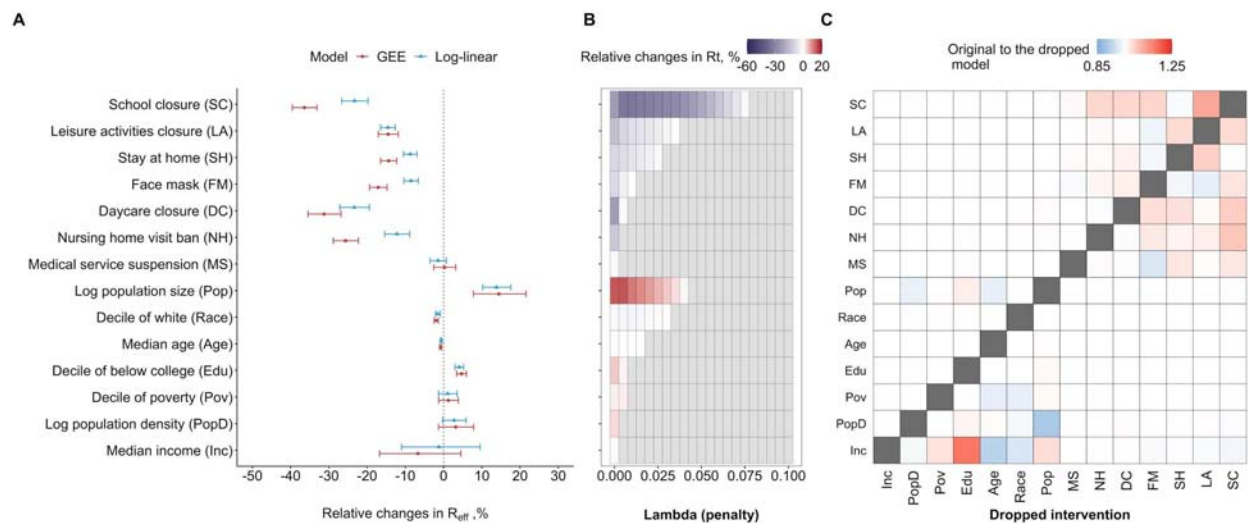 A
B
C
Model GEE Log-linear
Relative changes in Rt, %
-60 -30 0 20
Original to the dropped
model
0.85 1.25
School closure (SC)
Leisure activities closure (LA)
Stay at home (SH)
Face mask (FM)
Daycare closure (DC)
Nursing home visit ban (NH)
Medical service suspension (MS)
Log population size (Pop)
Decile of white (Race)
Median age (Age)
Decile of below college (Edu)
Decile of poverty (Pov)
Log population density (PopD)
Median income (Inc)
-50 -40 -30 -20 -10 0 10 20 30
Relative changes in Reff ,%
0.000 0.025 0.050 0.075 0.100
Lambda (penalty)
SC
LA
SH
FM
DC
NH
MS
Pop
Race
Age
Edu
Pov
PopD
Inc
Inc PopD Pov Edu Age Race Pop MS NH DC FM SH LA SC
Dropped intervention